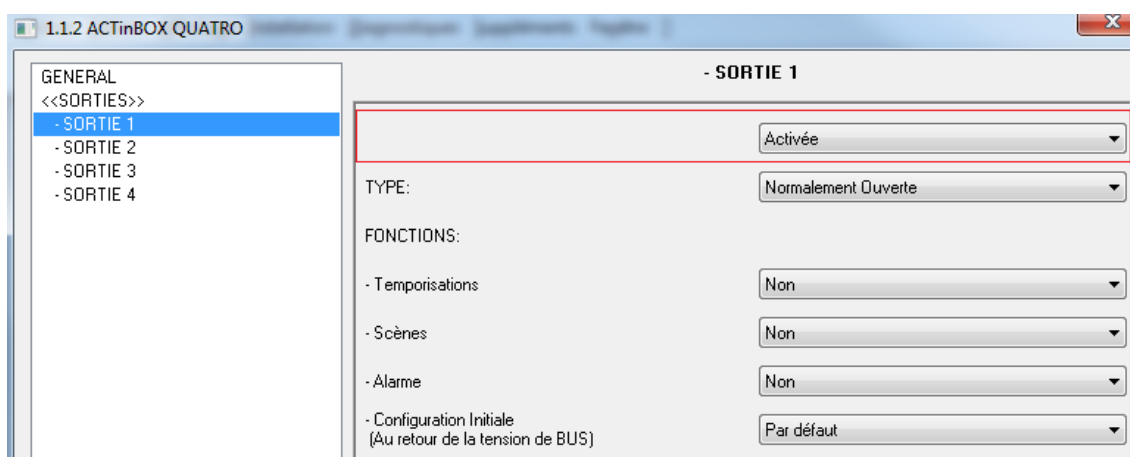 1.1.2 ACTinBOX QUATRO
GENERAL
<<SORTIES>>
- SORTIE 1
- SORTIE 2
- SORTIE 3
- SORTIE 4
- SORTIE 1
Activée
TYPE:
Normalement Ouverte
FONCTIONS:
- Temporisations
Non
- Scènes
Non
- Alarme
Non
- Configuration Initiale
(Au retour de la tension de BUS)
Par défaut